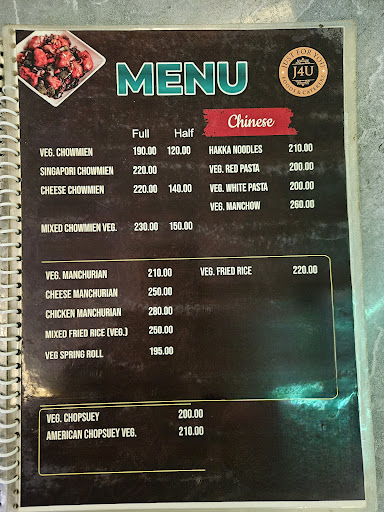 MENU
JUST FOR YOU
J4U
Chinese
Full Half
VEG. CHOWMIEN 190.00 120.00
SINGAPORI CHOWMIEN 220.00
CHEESE CHOWMIEN 220.00 140.00
MIXED CHOWMIEN VEG. 230.00 150.00
HAKKA NOODLES 210.00
VEG. RED PASTA 200.00
VEG. WHITE PASTA 200.00
VEG. MANCHOW 260.00
VEG. MANCHURIAN 210.00
CHEESE MANCHURIAN 250.00
CHICKEN MANCHURIAN 280.00
MIXED FRIED RICE (VEG.) 250.00
VEG SPRING ROLL 195.00
VEG. FRIED RICE 220.00
VEG. CHOPSUEY 200.00
AMERICAN CHOPSUEY VEG. 210.00